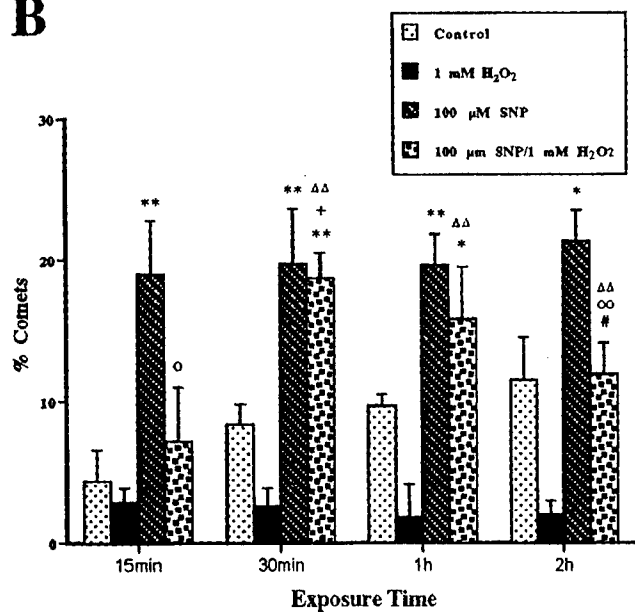 B
Control
1 mM H₂O₂
100 μM SNP
100 μm SNP/1 mM H₂O₂
30
20
10
0
% Comets
**
o
**
ΔΔ
+
**
**
ΔΔ
*
*
ΔΔ
oo
#
15min 30min 1h 2h
Exposure Time